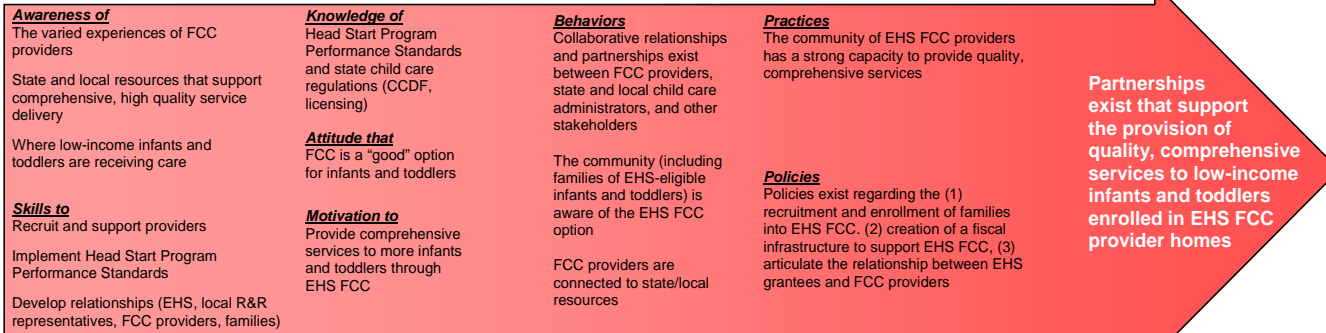 Awareness of
The varied experiences of FCC
providers
State and local resources that support
comprehensive, high quality service
delivery
Where low-income infants and
toddlers are receiving care
Skills to
Recruit and support providers
Implement Head Start Program
Performance Standards
Develop relationships (EHS, local R&R
representatives, FCC providers, families)
Knowledge of
Head Start Program
Performance Standards
and state child care
regulations (CCDF,
licensing)
Attitude that
FCC is a “good” option
for infants and toddlers
Motivation to
Provide comprehensive
services to more infants
and toddlers through
EHS FCC
Behaviors
Collaborative relationships
and partnerships exist
between FCC providers,
state and local child care
administrators, and other
stakeholders
The community (including
families of EHS-eligible
infants and toddlers) is
aware of the EHS FCC
option
FCC providers are
connected to state/local
resources
Practices
The community of EHS FCC providers
has a strong capacity to provide quality,
comprehensive services
Policies
Policies exist regarding the (1)
recruitment and enrollment of families
into EHS FCC. (2) creation of a fiscal
infrastructure to support EHS FCC, (3)
articulate the relationship between EHS
grantees and FCC providers
Partnerships
exist that support
the provision of
quality, comprehensive
services to low-income
infants and toddlers
enrolled in EHS FCC
provider homes